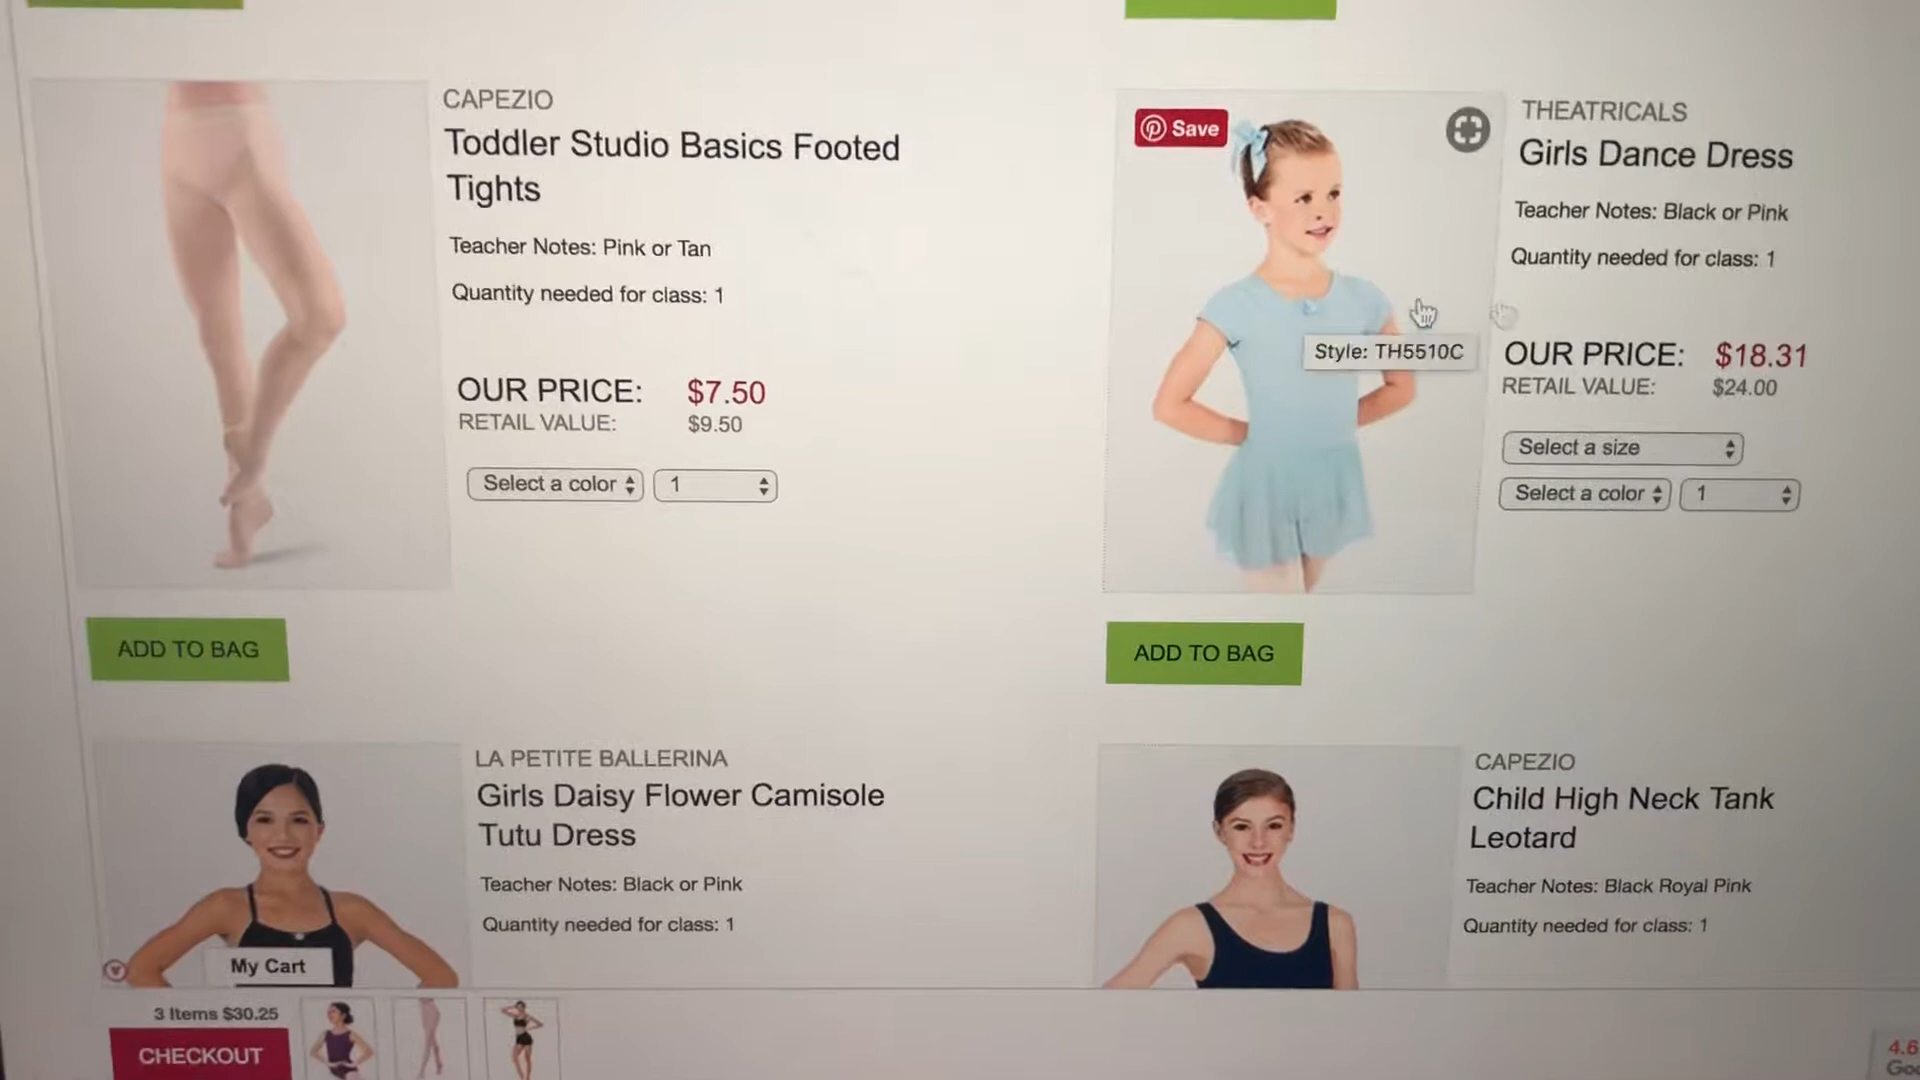 CAPEZIO
Toddler Studio Basics Footed
Tights
Teacher Notes: Pink or Tan
Quantity needed for class: 1
OUR PRICE: $7.50
RETAIL VALUE: $9.50
Select a color 1
ADD TO BAG
Save
THEATRICALS
Girls Dance Dress
Teacher Notes: Black or Pink
Quantity needed for class: 1
Style: TH5510C
OUR PRICE: $18.31
RETAIL VALUE: $24.00
Select a size
Select a color 1
ADD TO BAG
LA PETITE BALLERINA
Girls Daisy Flower Camisole
Tutu Dress
Teacher Notes: Black or Pink
Quantity needed for class: 1
CAPEZIO
Child High Neck Tank
Leotard
Teacher Notes: Black Royal Pink
Quantity needed for class: 1
My Cart
3 Items $30.25
CHECKOUT
4.6